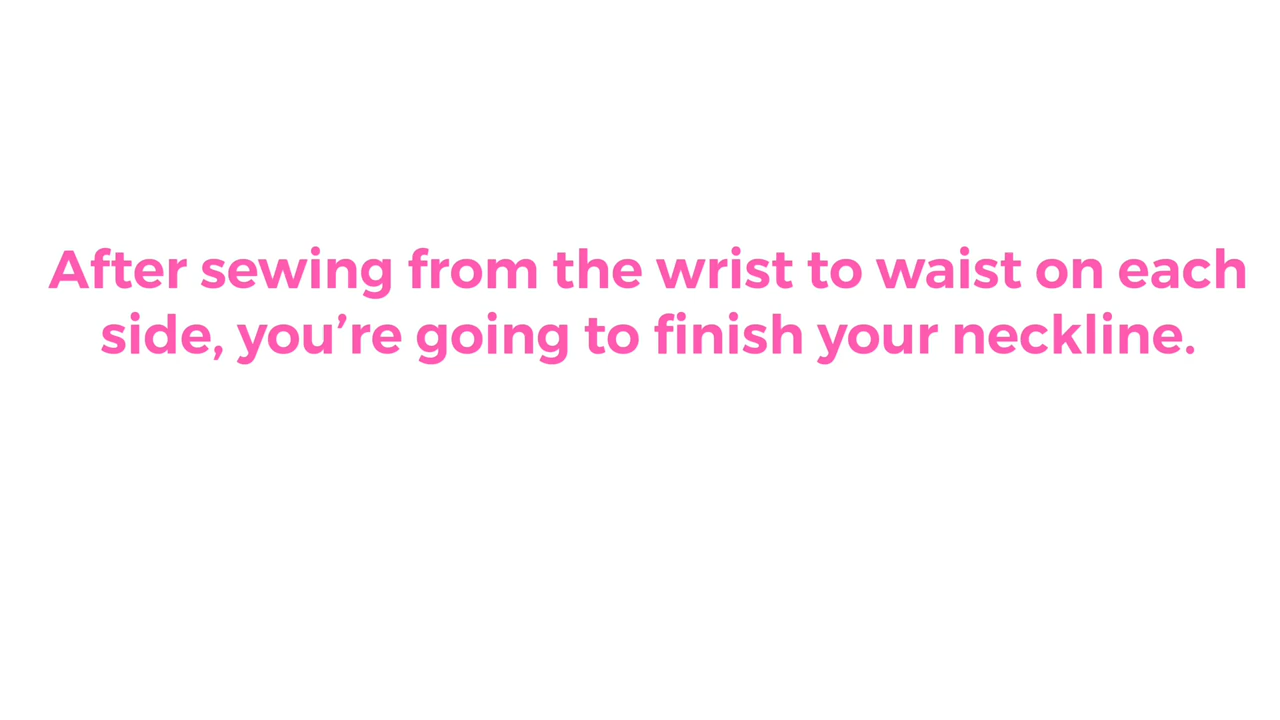 After sewing from the wrist to waist on each
side, you’re going to finish your neckline.